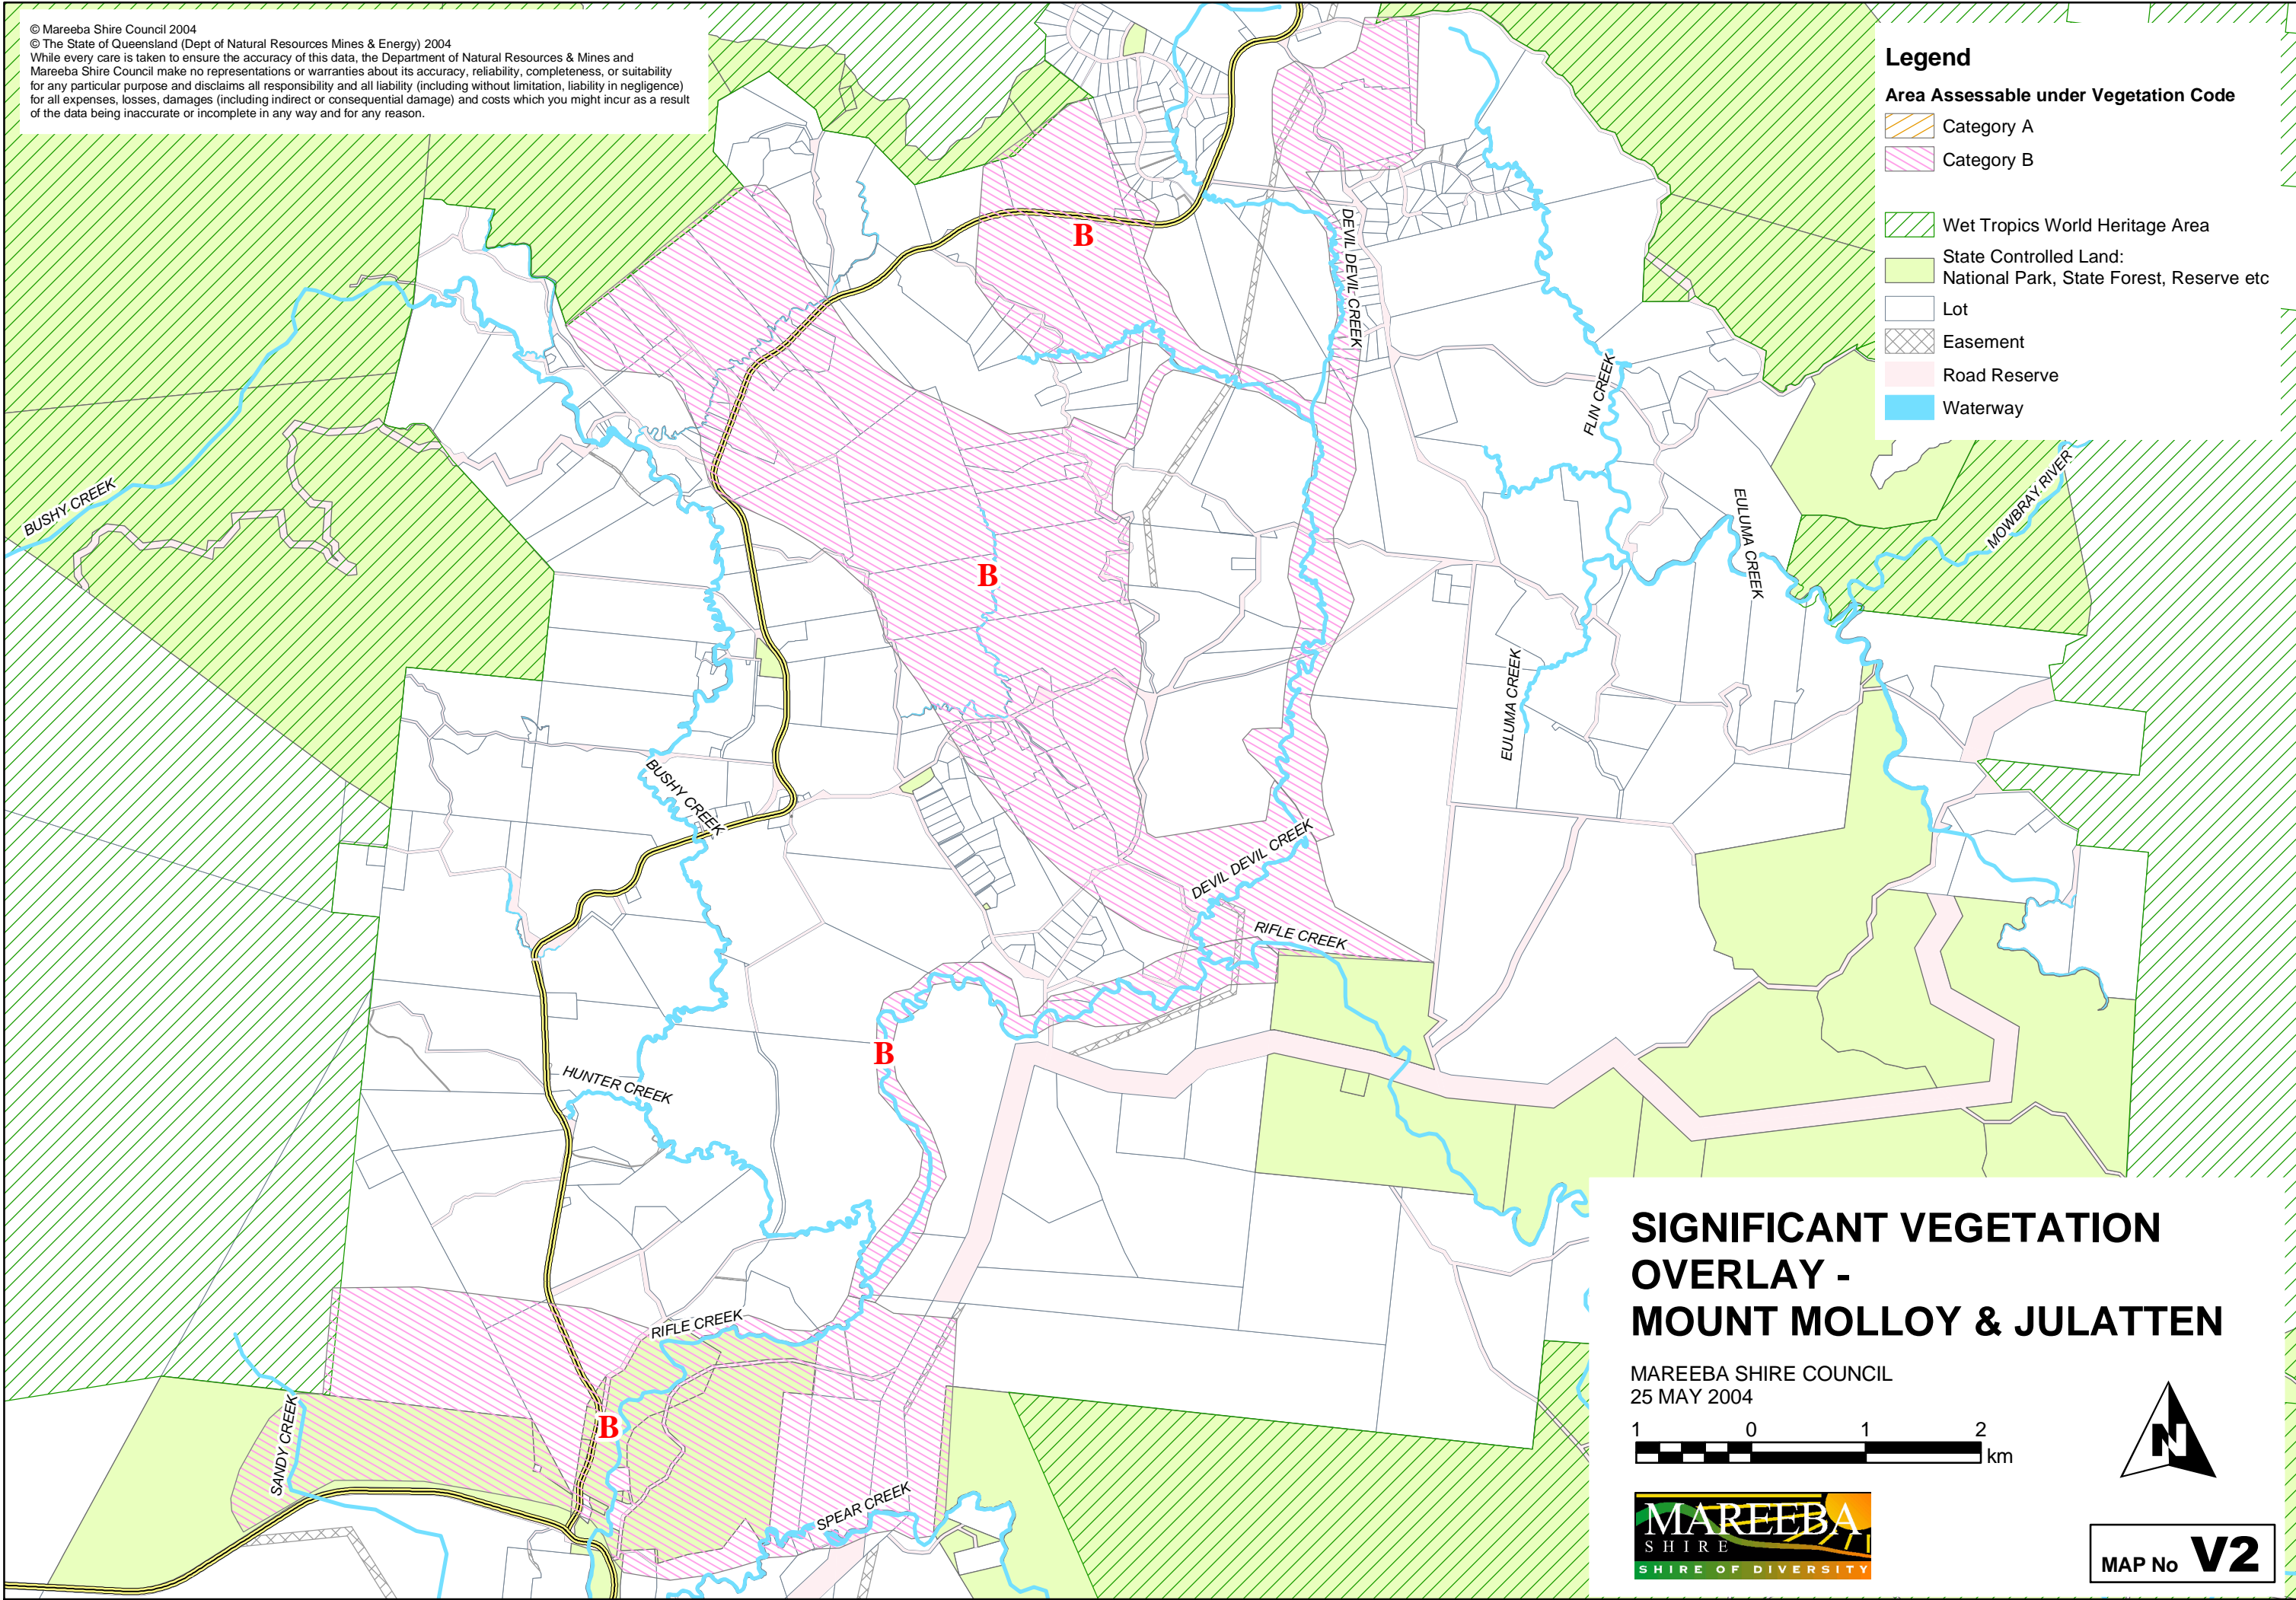 © Mareeba Shire Council 2004
© The State of Queensland (Dept of Natural Resources Mines & Energy) 2004
While every care is taken to ensure the accuracy of this data, the Department of Natural Resources & Mines and
Mareeba Shire Council make no representations or warranties about its accuracy, reliability, completeness, or suitability
for any particular purpose and disclaims all responsibility and all liability (including without limitation, liability in negligence)
for all expenses, losses, damages (including indirect or consequential damage) and costs which you might incur as a result
of the data being inaccurate or incomplete in any way and for any reason.
Legend
Area Assessable under Vegetation Code
Category A
Category B
Wet Tropics World Heritage Area
State Controlled Land:
National Park, State Forest, Reserve etc
Lot
Easement
Road Reserve
Waterway
B
DEVIL DEVIL CREEK
FLIN CREEK
BUSHY CREEK
MOWBRAY RIVER
EULUMA CREEK
B
EULUMA CREEK
BUSHY CREEK
DEVIL DEVIL CREEK
RIFLE CREEK
B
HUNTER CREEK
RIFLE CREEK
SANDY CREEK
B
SPEAR CREEK
SIGNIFICANT VEGETATION
OVERLAY -
MOUNT MOLLOY & JULATTEN
MAREEBA SHIRE COUNCIL
25 MAY 2004
1 0 1 2
km
N
MAREEBA
SHIRE
SHIRE OF DIVERSITY
MAP No V2